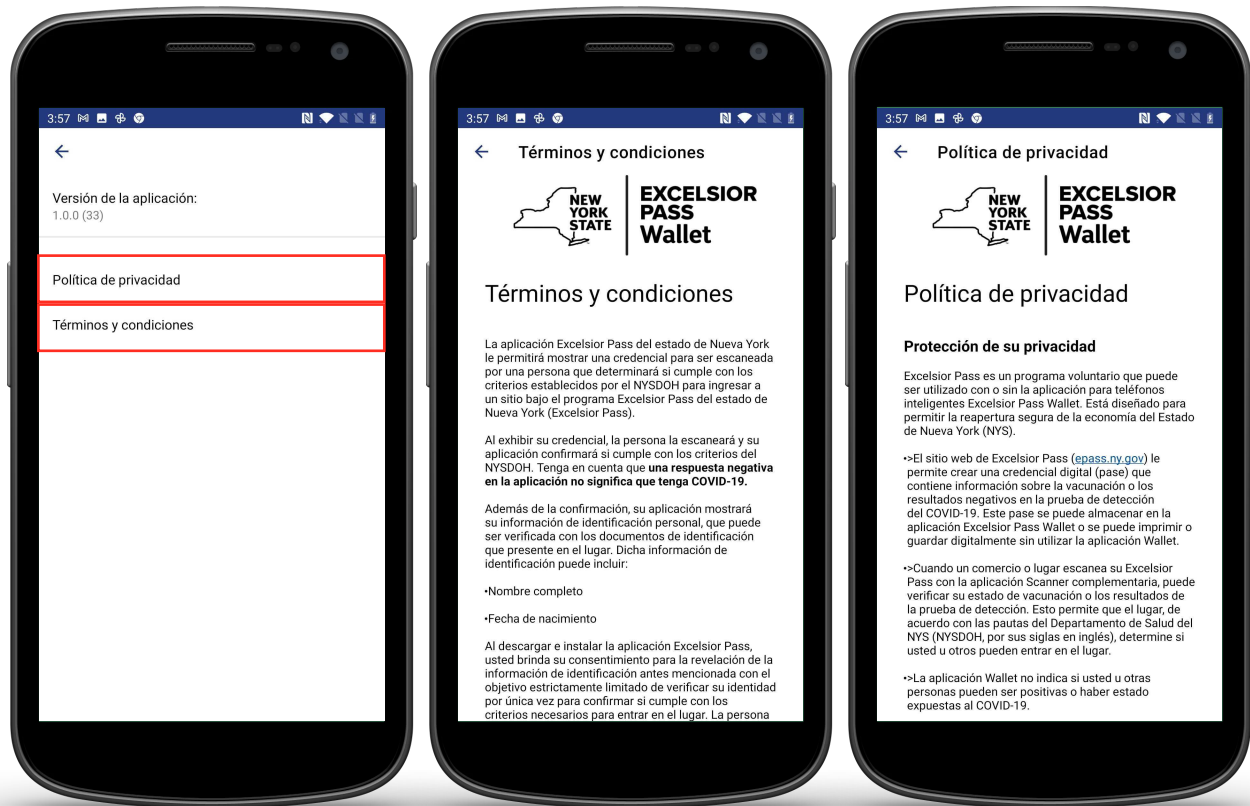 3:57
Versión de la aplicación:
1.0.0 (33)
Política de privacidad
Términos y condiciones
3:57
Términos y condiciones
NEW
YORK
STATE
EXCELSIOR
PASS
Wallet
Términos y condiciones
La aplicación Excelsior Pass del estado de Nueva York
le permitirá mostrar una credencial para ser escaneada
por una persona que determinará si cumple con los
criterios establecidos por el NYSDOH para ingresar a
un sitio bajo el programa Excelsior Pass del estado de
Nueva York (Excelsior Pass).
Al exhibir su credencial, la persona la escaneará y su
aplicación confirmará si cumple con los criterios del
NYSDOH. Tenga en cuenta que una respuesta negativa
en la aplicación no significa que tenga COVID-19.
Además de la confirmación, su aplicación mostrará
su información de identificación personal, que puede
ser verificada con los documentos de identificación
que presente en el lugar. Dicha información de
identificación puede incluir:
•Nombre completo
•Fecha de nacimiento
Al descargar e instalar la aplicación Excelsior Pass,
usted brinda su consentimiento para la revelación de la
información de identificación antes mencionada con el
objetivo estrictamente limitado de verificar su identidad
por única vez para confirmar si cumple con los
criterios necesarios para entrar en el lugar. La persona
3:57
Política de privacidad
NEW
YORK
STATE
EXCELSIOR
PASS
Wallet
Política de privacidad
Protección de su privacidad
Excelsior Pass es un programa voluntario que puede
ser utilizado con o sin la aplicación para teléfonos
inteligentes Excelsior Pass Wallet. Está diseñado para
permitir la reapertura segura de la economía del Estado
de Nueva York (NYS).
•>El sitio web de Excelsior Pass (epass.ny.gov) le
permite crear una credencial digital (pase) que
contiene información sobre la vacunación o los
resultados negativos en la prueba de detección
del COVID-19. Este pase se puede almacenar en la
aplicación Excelsior Pass Wallet o se puede imprimir o
guardar digitalmente sin utilizar la aplicación Wallet.
•>Cuando un comercio o lugar escanea su Excelsior
Pass con la aplicación Scanner complementaria, puede
verificar su estado de vacunación o los resultados de
la prueba de detección. Esto permite que el lugar, de
acuerdo con las pautas del Departamento de Salud del
NYS (NYSDOH, por sus siglas en inglés), determine si
usted u otros pueden entrar en el lugar.
•>La aplicación Wallet no indica si usted u otras
personas pueden ser positivas o haber estado
expuestas al COVID-19.